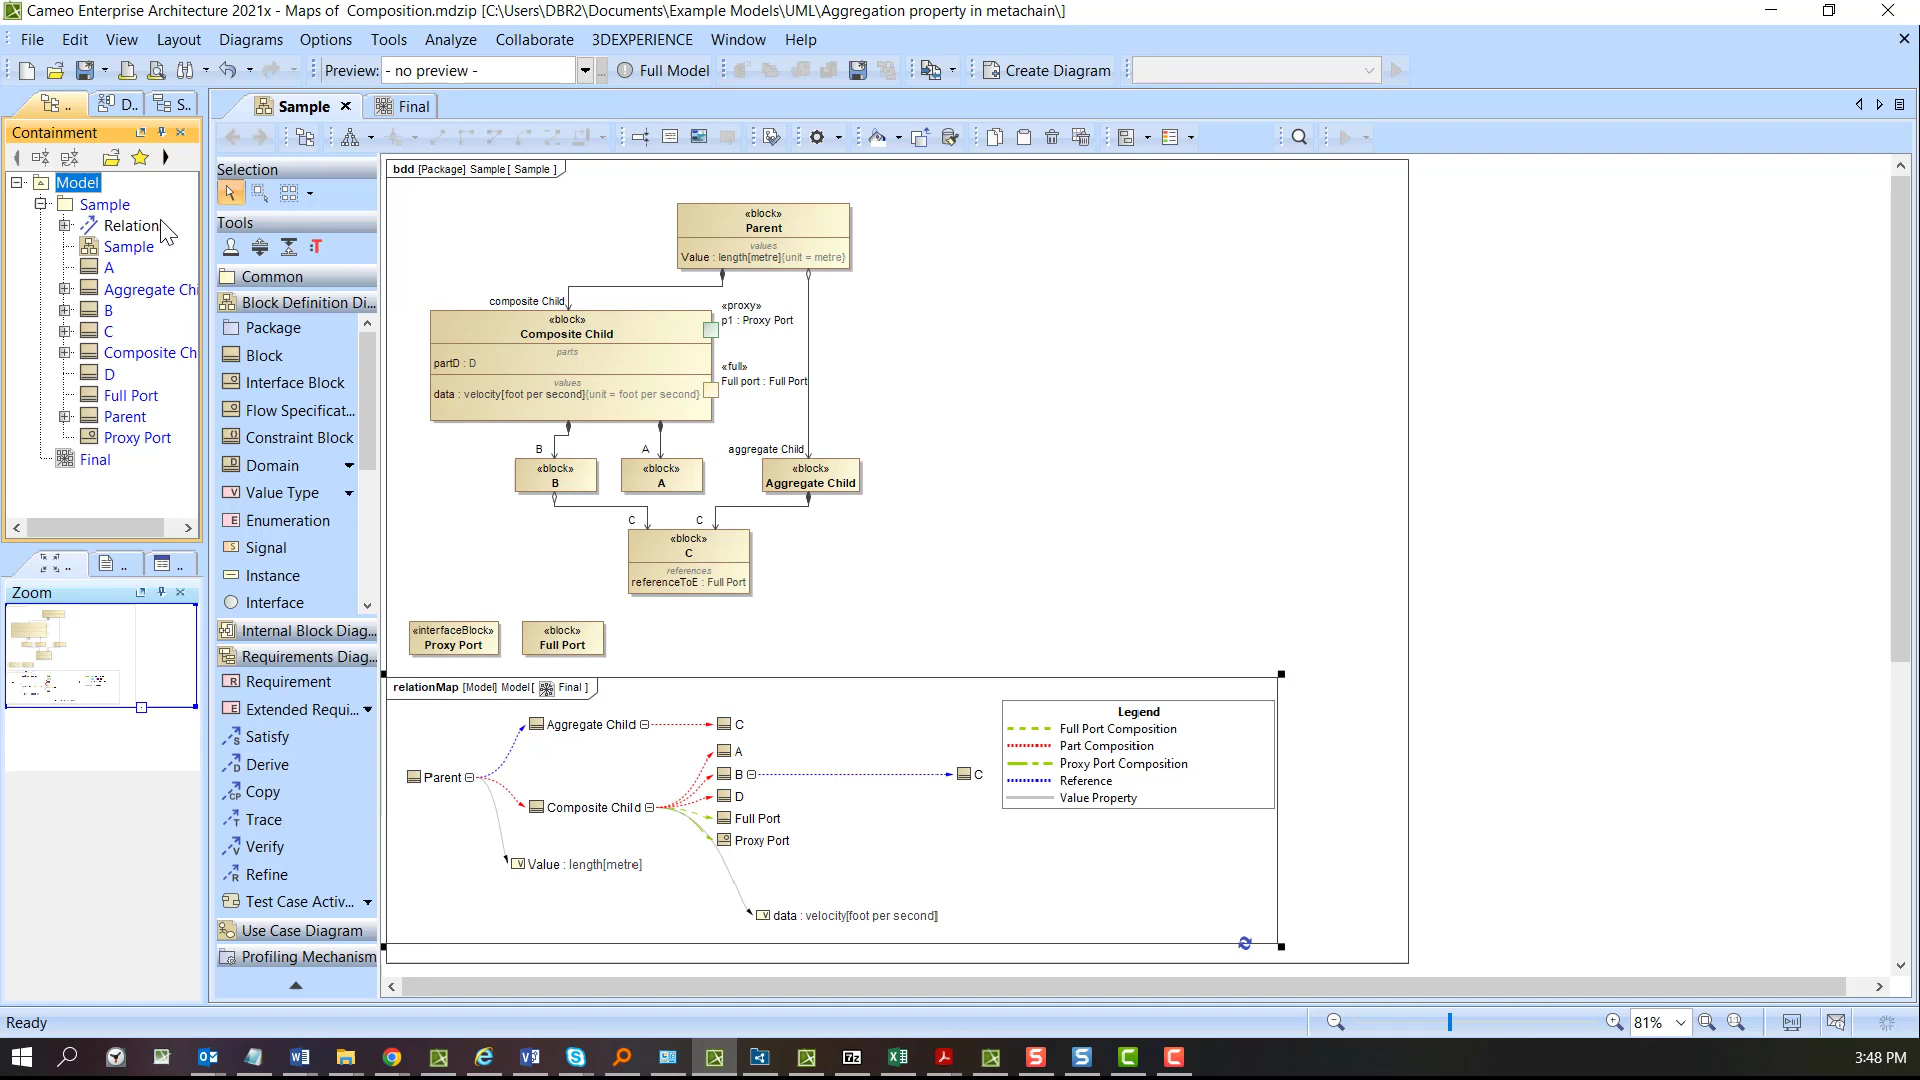 Cameo Enterprise Architecture 2021x - Maps of  Composition.mdzip [C:\Users\DBR2\Documents\Example Models\UML\Aggregation property in metachain\]
File Edit View Layout Diagrams Options Tools Analyze Collaborate 3DEXPERIENCE Window Help
Preview: - no preview - ... Full Model Create Diagram
.. D.. S..
Sample Final
Containment
Model
Sample
Relation
Sample
A
Aggregate Chi
B
C
Composite Ch
D
Full Port
Parent
Proxy Port
Final
.. .. ..
Zoom
Selection
Tools
Common
Block Definition Di...
Package
Block
Interface Block
Flow Specificat...
Constraint Block
Domain
Value Type
Enumeration
Signal
Instance
Interface
Internal Block Diag...
Requirements Diag...
Requirement
Extended Requi...
Satisfy
Derive
Copy
Trace
Verify
Refine
Test Case Activ...
Use Case Diagram
Profiling Mechanism
bdd [Package] Sample [ Sample ]
«block»
Parent
values
Value : length[metre]{unit = metre}
composite Child
«block»
Composite Child
parts
partD : D
values
data : velocity[foot per second]{unit = foot per second}
«proxy»
p1 : Proxy Port
«full»
Full port : Full Port
B
A
aggregate Child
«block»
B
«block»
A
«block»
Aggregate Child
C
C
«block»
C
references
referenceToE : Full Port
«interfaceBlock»
Proxy Port
«block»
Full Port
relationMap [Model] Model [ Final ]
Parent
Aggregate Child
C
A
B
C
D
Composite Child
Full Port
Proxy Port
Value : length[metre]
data : velocity[foot per second]
Legend
Full Port Composition
Part Composition
Proxy Port Composition
Reference
Value Property
Ready
81%
3:48 PM